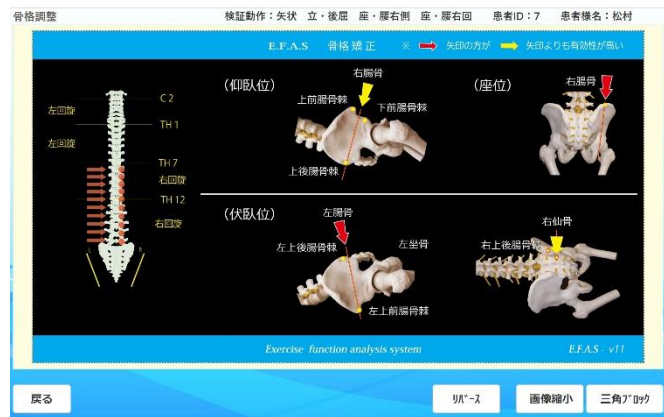 骨格調整 検証動作：矢状 立・後屈 座・腰右側 座・腰右回 患者ID：7 患者様名：松村
E.F.A.S 骨格矯正 ※ 矢印の方が 矢印よりも有効性が高い
C 2
左回旋
TH 1
左回旋
TH 7
右回旋
TH 12
右回旋
L R
(仰臥位)
右腸骨
上前腸骨棘
下前腸骨棘
上後腸骨棘
(座位)
右腸骨
(伏臥位)
左腸骨
左上後腸骨棘
左坐骨
左上前腸骨棘
右仙骨
右上後腸骨
Exercise function analysis system E.F.A.S - v11
戻る ﾘﾊﾞｰｽ 画像縮小 三角ﾌﾞﾛｯｸ